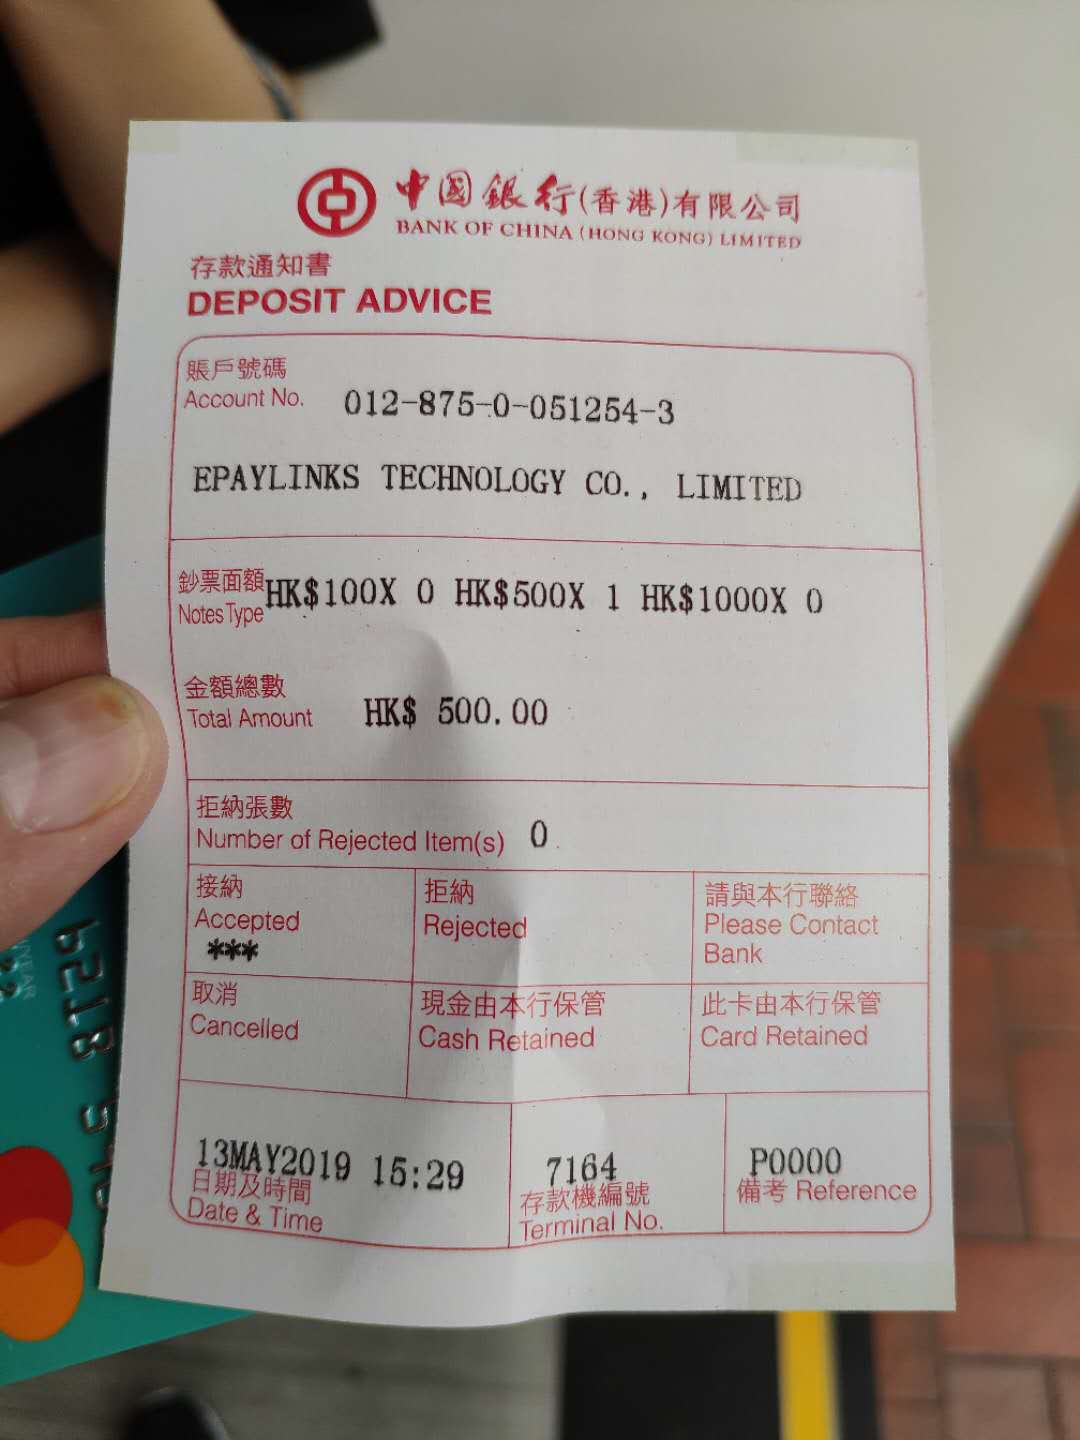 中國銀行(香港)有限公司
BANK OF CHINA (HONG KONG) LIMITED
存款通知書
DEPOSIT ADVICE
賬戶號碼
Account No. 012-875-0-051254-3
EPAYLINKS TECHNOLOGY CO., LIMITED
鈔票面額
Notes Type HK$100X 0 HK$500X 1 HK$1000X 0
金額總數
Total Amount HK$ 500.00
拒納張數
Number of Rejected Item(s) 0
接納 拒納 請與本行聯絡
Accepted Rejected Please Contact
*** Bank
取消 現金由本行保管 此卡由本行保管
Cancelled Cash Retained Card Retained
13MAY2019 15:29 7164 P0000
日期及時間 存款機編號 備考 Reference
Date & Time Terminal No.